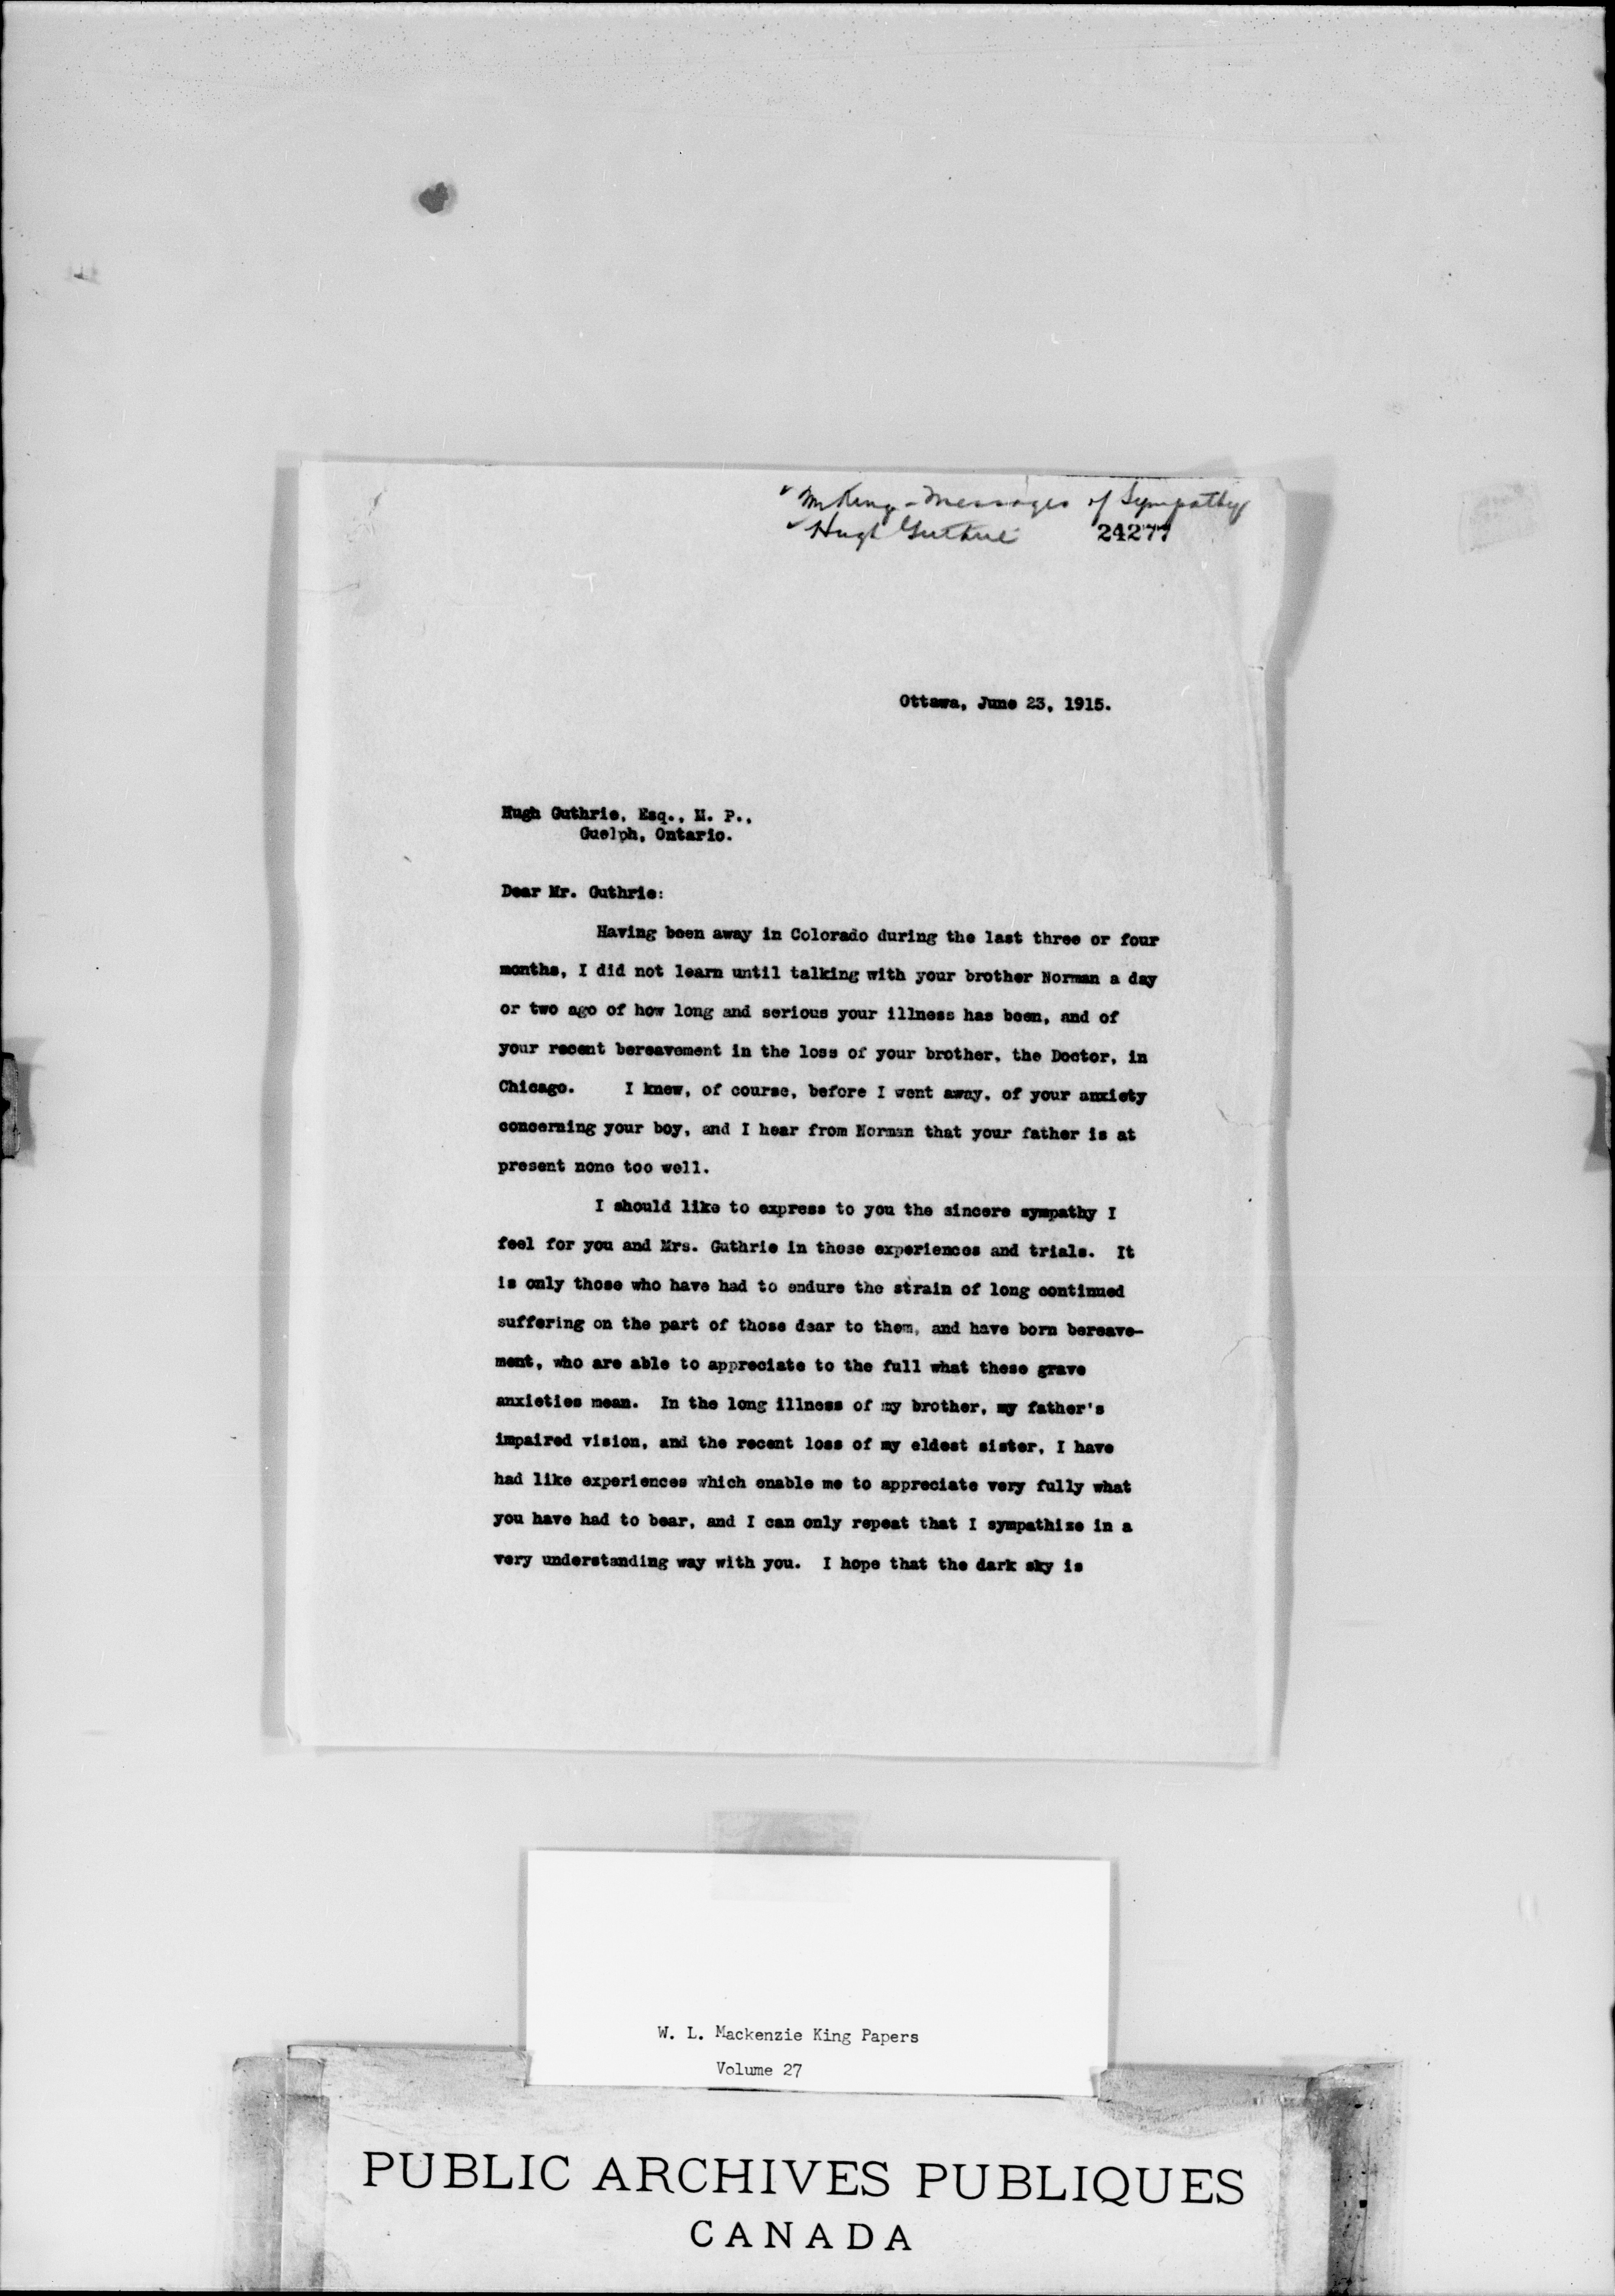 Mr King - Messages of Sympathy
Hugh Guthrie 24277
Ottawa, June 23, 1915.
Hugh Guthrie, Esq., M. P.,
Guelph, Ontario.
Dear Mr. Guthrie:
Having been away in Colorado during the last three or four
months, I did not learn until talking with your brother Norman a day
or two ago of how long and serious your illness has been, and of
your recent bereavement in the loss of your brother, the Doctor, in
Chicago. I knew, of course, before I went away, of your anxiety
concerning your boy, and I hear from Norman that your father is at
present none too well.
I should like to express to you the sincere sympathy I
feel for you and Mrs. Guthrie in these experiences and trials. It
is only those who have had to endure the strain of long continued
suffering on the part of those dear to them, and have born bereave-
ment, who are able to appreciate to the full what these grave
anxieties mean. In the long illness of my brother, my father's
impaired vision, and the recent loss of my eldest sister, I have
had like experiences which enable me to appreciate very fully what
you have had to bear, and I can only repeat that I sympathize in a
very understanding way with you. I hope that the dark sky is
W. L. Mackenzie King Papers
Volume 27
PUBLIC ARCHIVES PUBLIQUES
CANADA